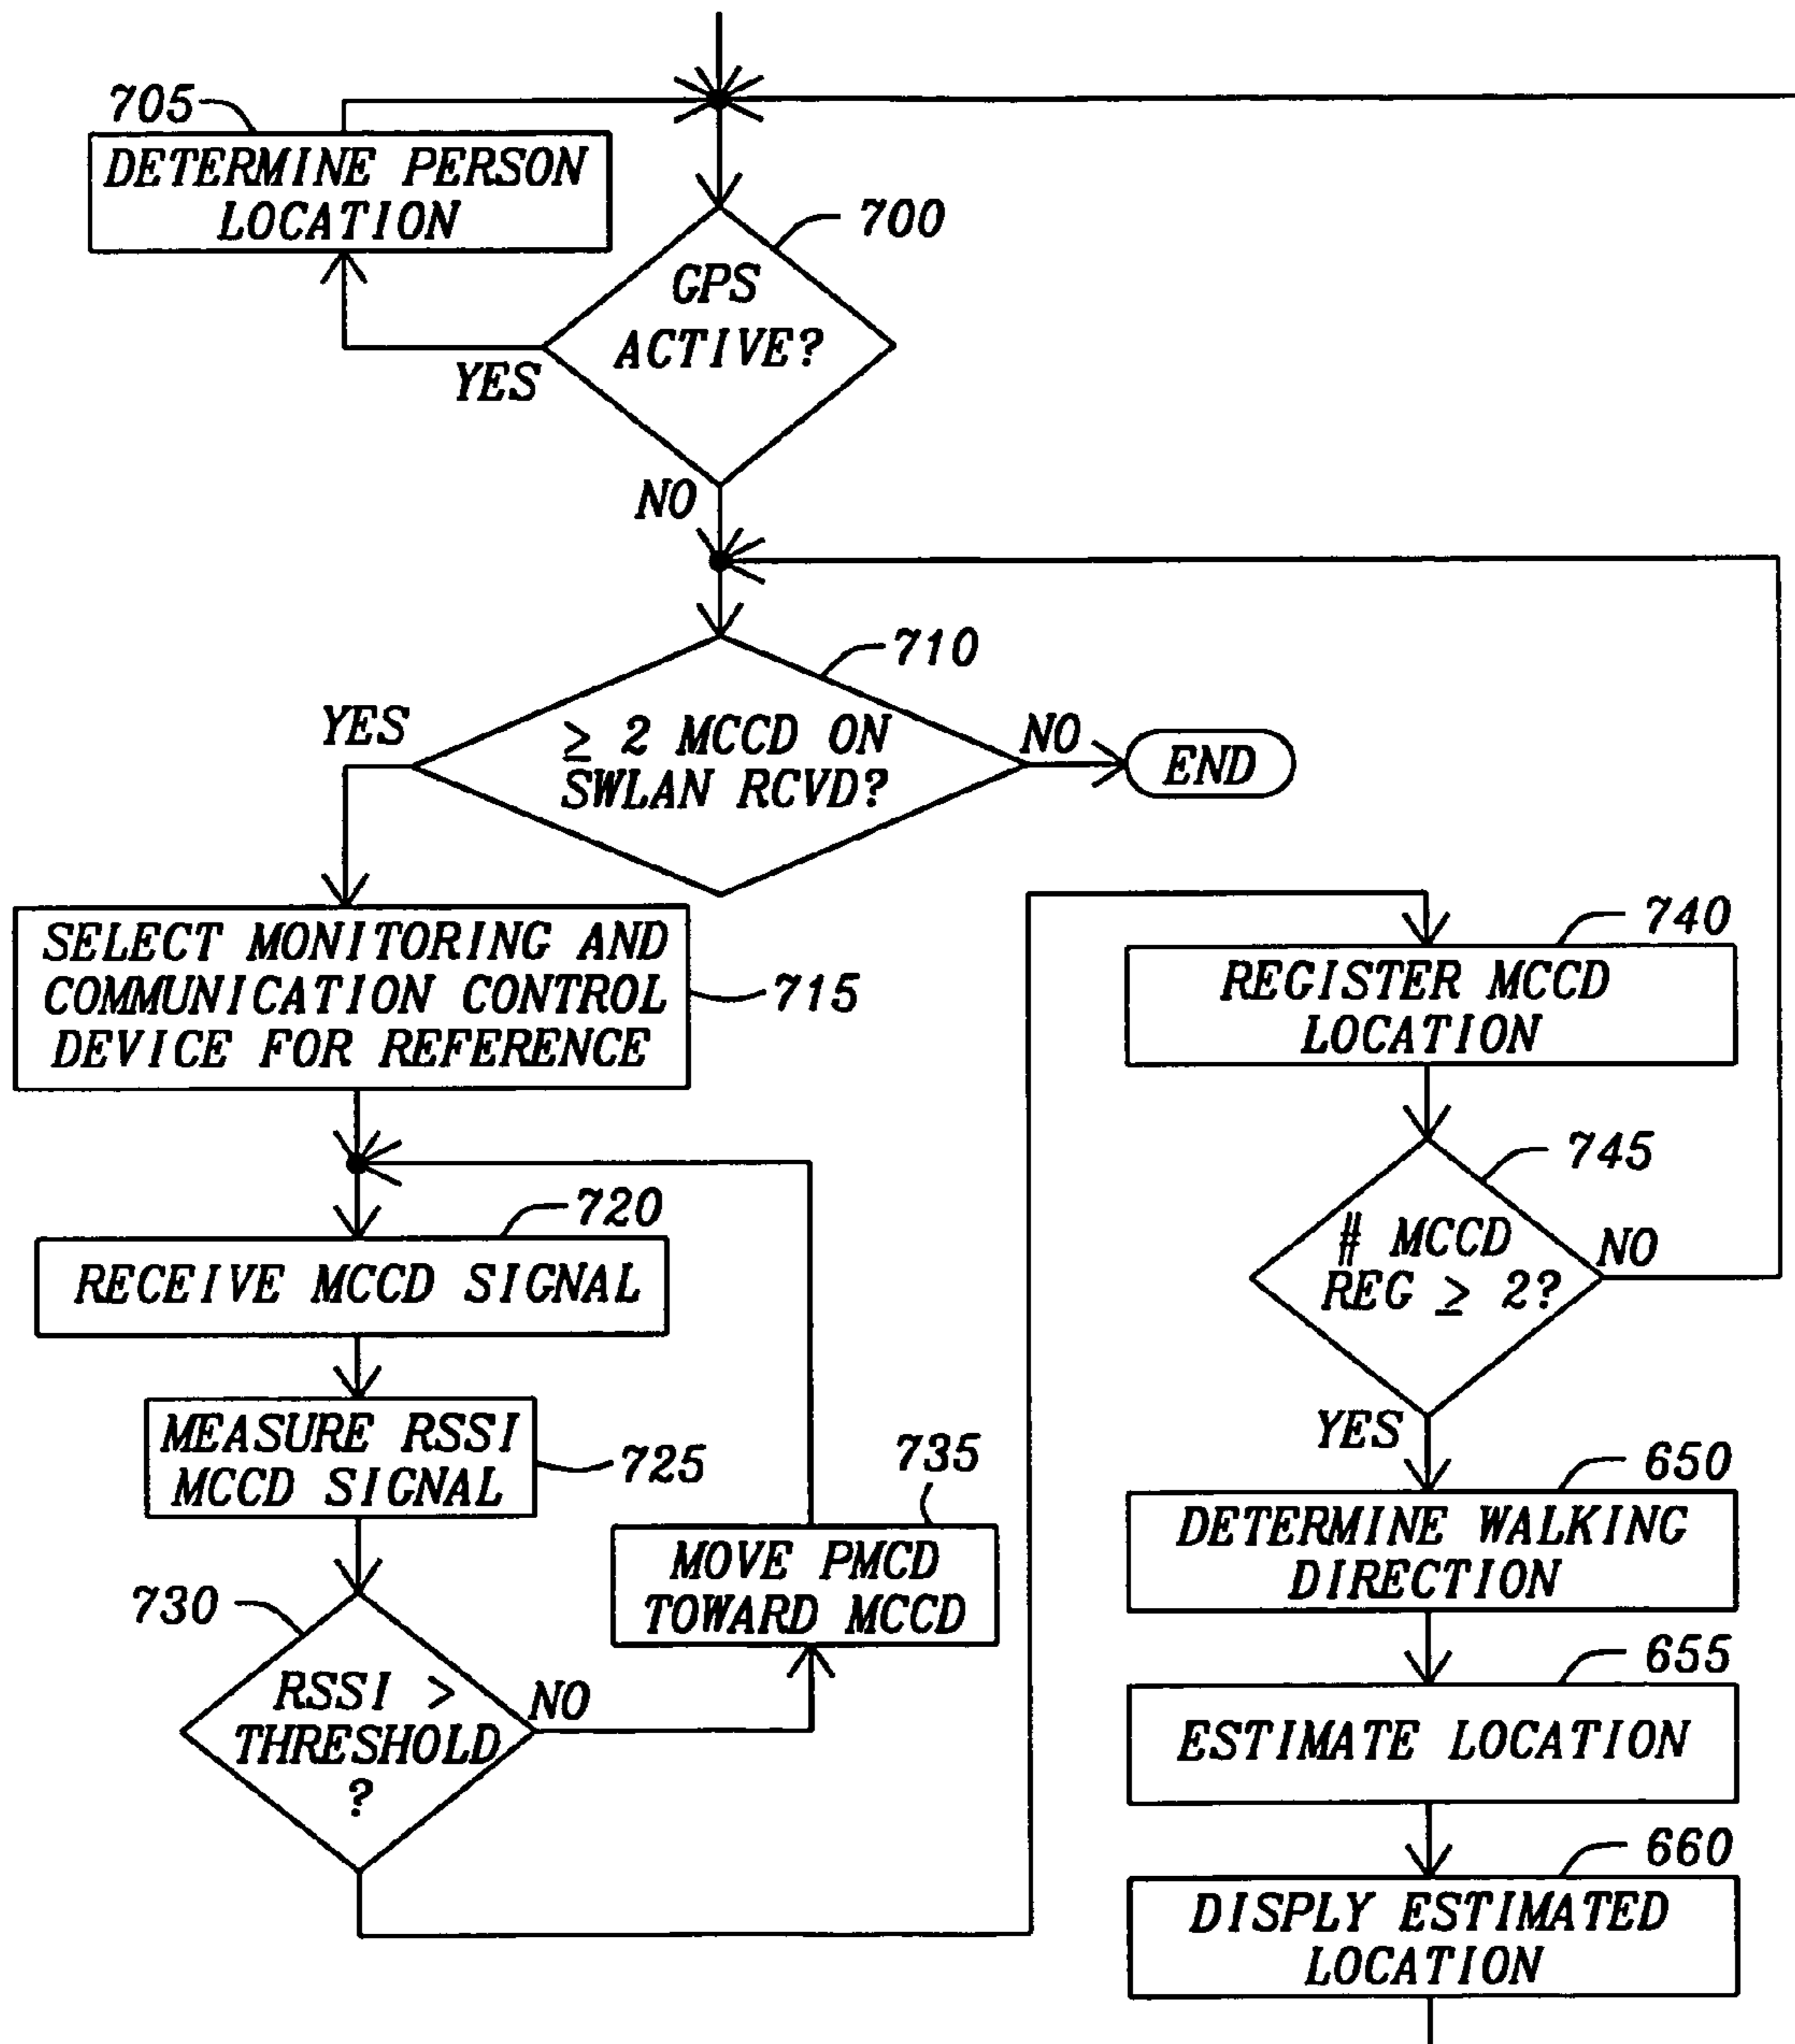 705
DETERMINE PERSON
LOCATION
700
GPS
ACTIVE?
YES
NO
710
≥ 2 MCCD ON
SWLAN RCVD?
YES
NO
END
SELECT MONITORING AND
COMMUNICATION CONTROL
DEVICE FOR REFERENCE
715
720
RECEIVE MCCD SIGNAL
MEASURE RSSI
MCCD SIGNAL
725
730
RSSI >
THRESHOLD
?
NO
735
MOVE PMCD
TOWARD MCCD
740
REGISTER MCCD
LOCATION
745
# MCCD
REG ≥ 2?
NO
YES
650
DETERMINE WALKING
DIRECTION
655
ESTIMATE LOCATION
660
DISPLY ESTIMATED
LOCATION